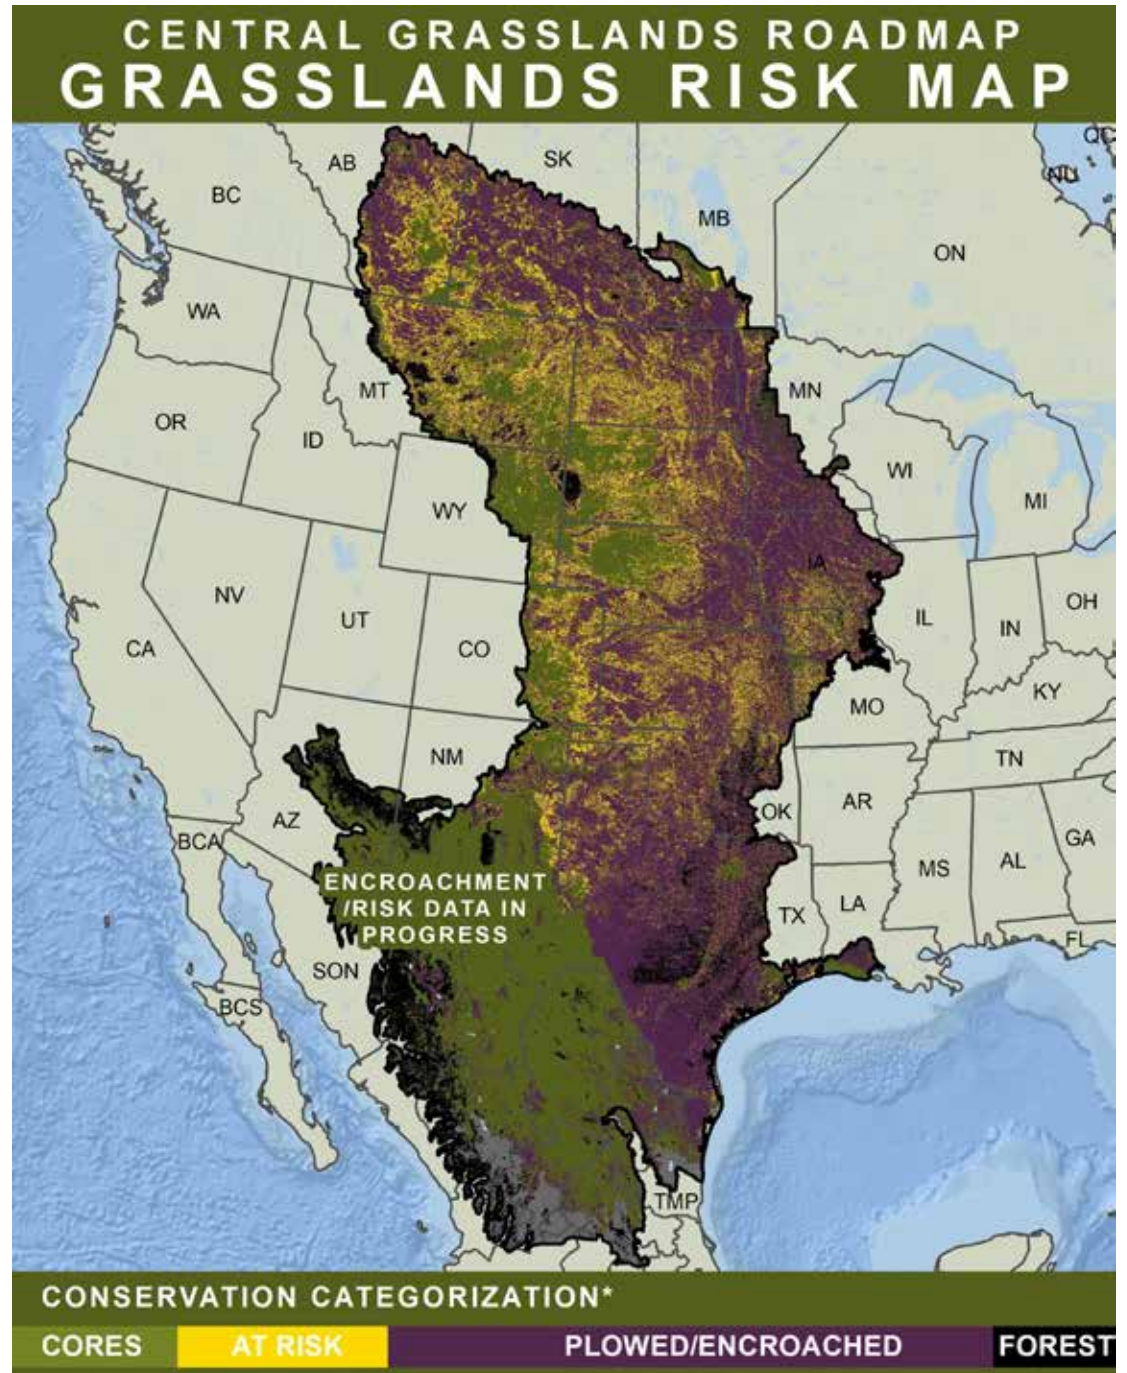 CENTRAL GRASSLANDS ROADMAP
GRASSLANDS RISK MAP
QC
AB
SK
NU
BC
MB
ON
WA
MT
MN
OR
ID
WI
MI
WY
IA
NV
UT
CO
IL
IN
OH
CA
KY
MO
NM
TN
AZ
OK
AR
BCA
MS
AL
GA
ENCROACHMENT
/RISK DATA IN
PROGRESS
TX
LA
FL
SON
BCS
TMP
CONSERVATION CATEGORIZATION*
CORES AT RISK PLOWED/ENCROACHED FOREST